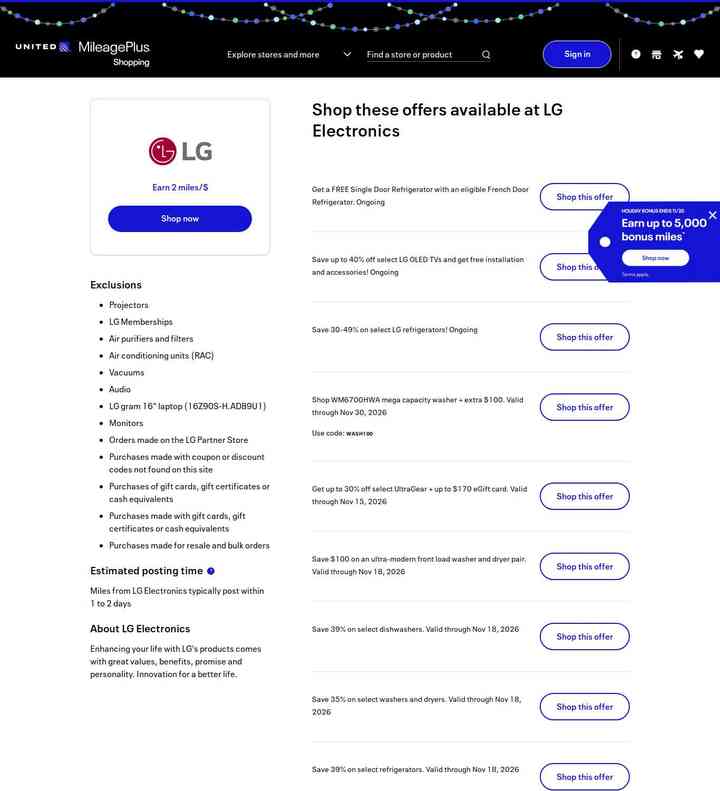 UNITED MileagePlus
Shopping
Explore stores and more
Find a store or product
Sign in
LG
Earn 2 miles/$
Shop now
Exclusions
Projectors
LG Memberships
Air purifiers and filters
Air conditioning units (RAC)
Vacuums
Audio
LG gram 16" laptop (16Z90S-H.ADB9U1)
Monitors
Orders made on the LG Partner Store
Purchases made with coupon or discount
codes not found on this site
Purchases of gift cards, gift certificates or
cash equivalents
Purchases made with gift cards, gift
certificates or cash equivalents
Purchases made for resale and bulk orders
Estimated posting time
Miles from LG Electronics typically post within
1 to 2 days
About LG Electronics
Enhancing your life with LG's products comes
with great values, benefits, promise and
personality. Innovation for a better life.
Shop these offers available at LG
Electronics
Get a FREE Single Door Refrigerator with an eligible French Door
Refrigerator. Ongoing
Shop this offer
HOLIDAY BONUS ENDS 11/20
Earn up to 5,000
bonus miles*
Shop now
Terms apply.
Save up to 40% off select LG OLED TVs and get free installation
and accessories! Ongoing
Shop this o
Save 30-49% on select LG refrigerators! Ongoing
Shop this offer
Shop WM6700HWA mega capacity washer + extra $100. Valid
through Nov 30, 2026
Use code: WASH100
Shop this offer
Get up to 30% off select UltraGear + up to $170 eGift card. Valid
through Nov 15, 2026
Shop this offer
Save $100 on an ultra-modern front load washer and dryer pair.
Valid through Nov 18, 2026
Shop this offer
Save 39% on select dishwashers. Valid through Nov 18, 2026
Shop this offer
Save 35% on select washers and dryers. Valid through Nov 18,
2026
Shop this offer
Save 39% on select refrigerators. Valid through Nov 18, 2026
Shop this offer